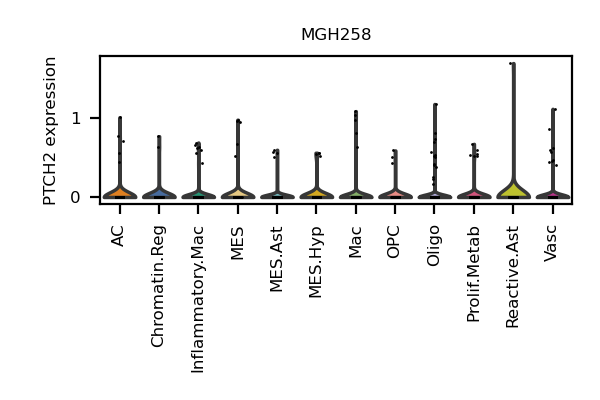 MGH258
PTCH2 expression
1
0
AC
Chromatin.Reg
Inflammatory.Mac
MES
MES.Ast
MES.Hyp
Mac
OPC
Oligo
Prolif.Metab
Reactive.Ast
Vasc